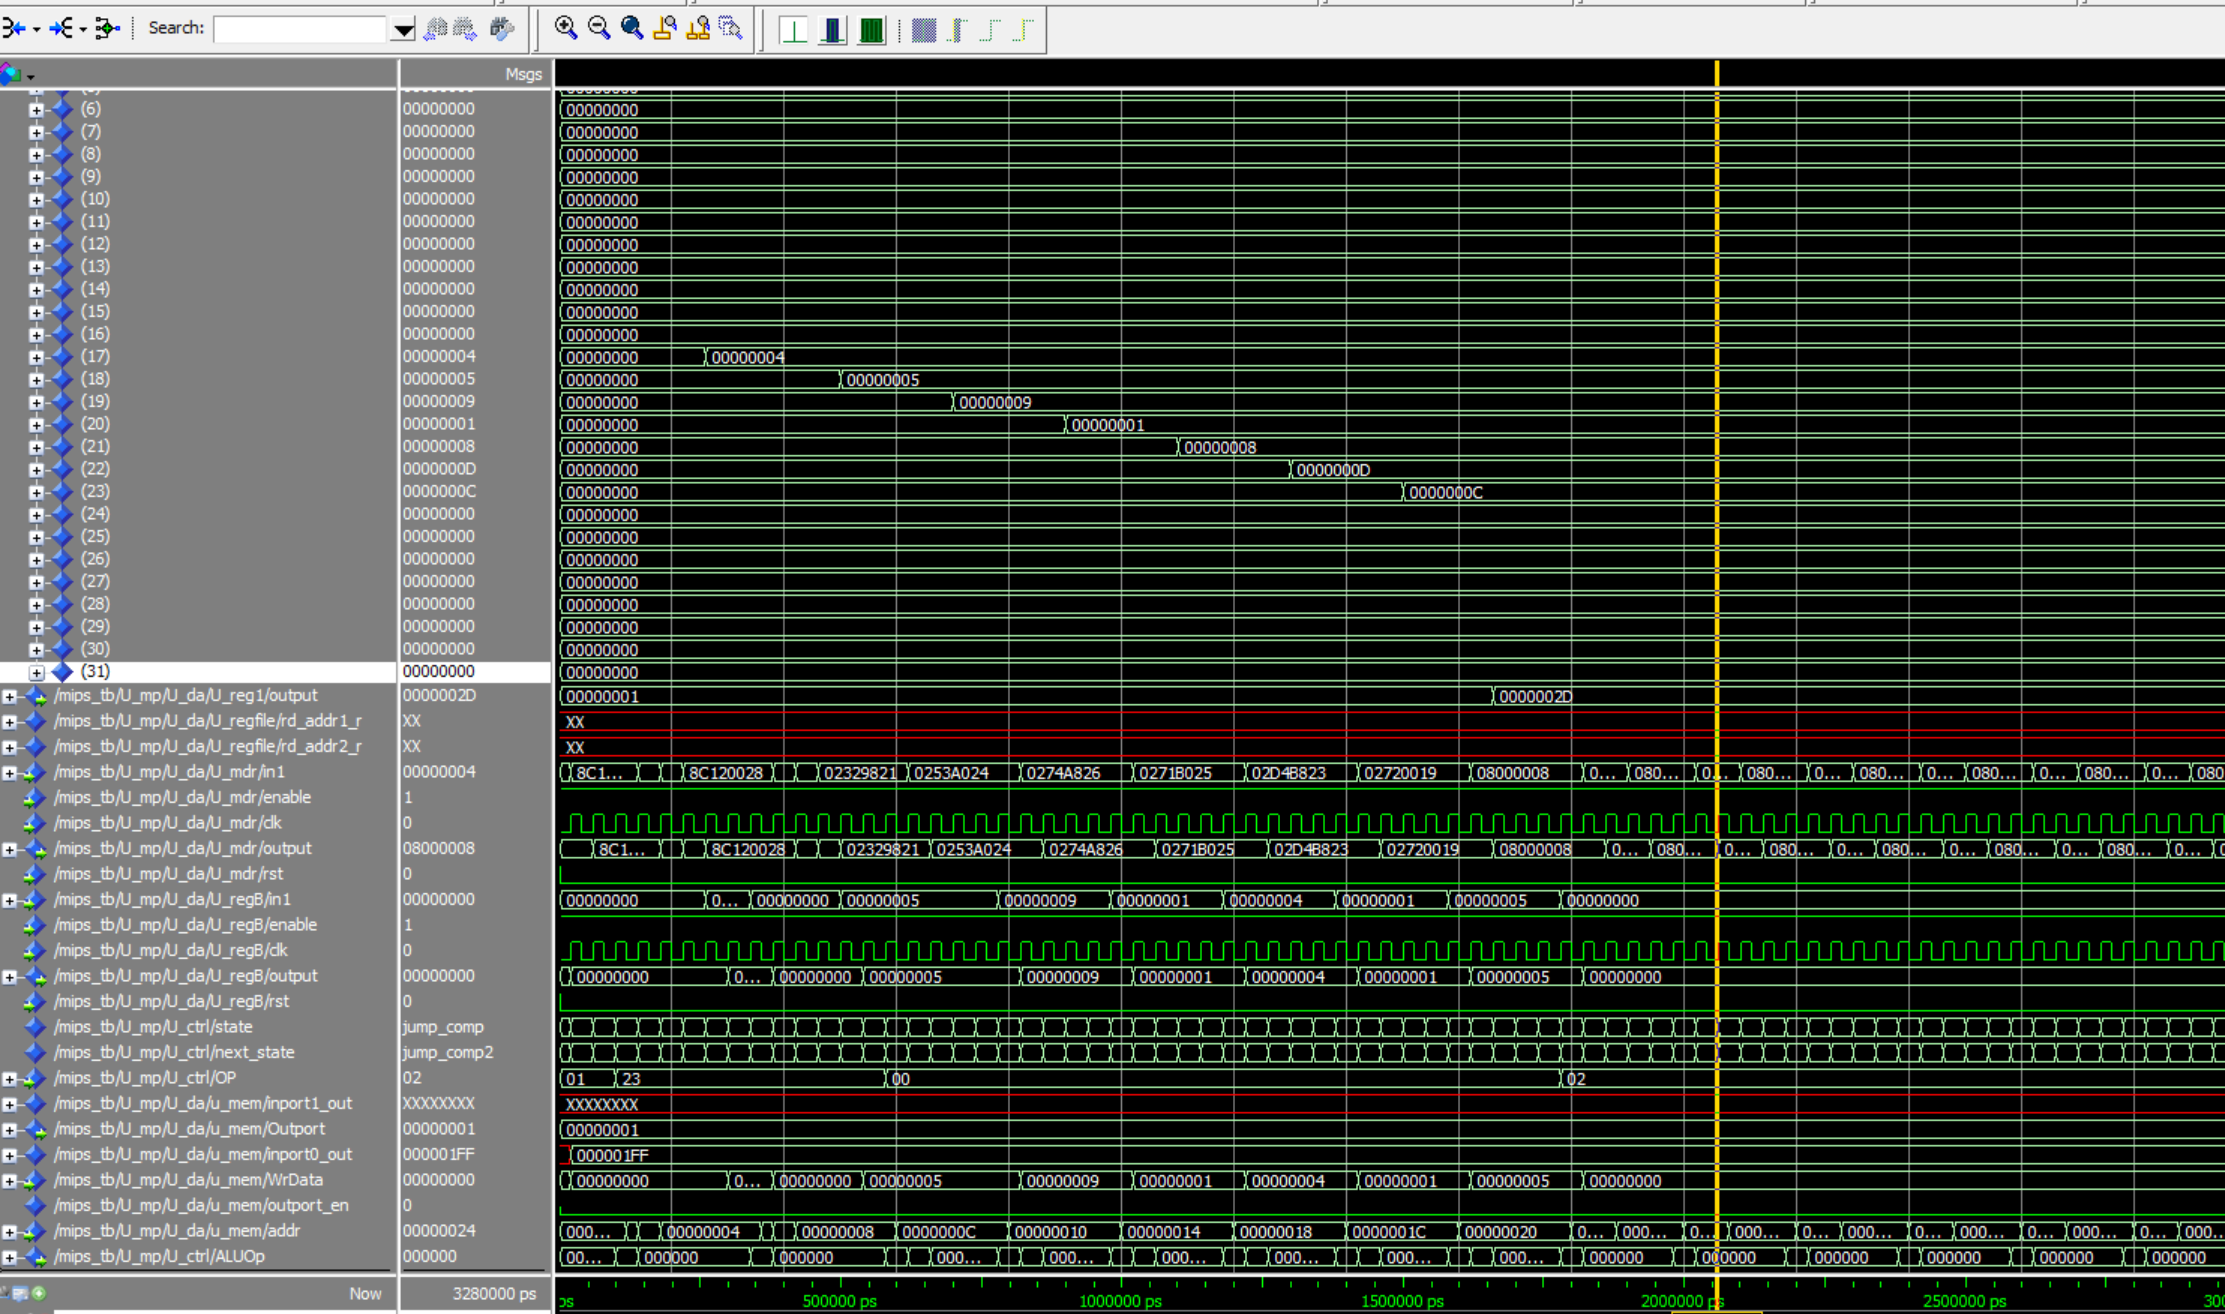 Search:
Msgs
(6) 00000000 00000000
(7) 00000000 00000000
(8) 00000000 00000000
(9) 00000000 00000000
(10) 00000000 00000000
(11) 00000000 00000000
(12) 00000000 00000000
(13) 00000000 00000000
(14) 00000000 00000000
(15) 00000000 00000000
(16) 00000000 00000000
(17) 00000004 00000000 00000004
(18) 00000005 00000000 00000005
(19) 00000009 00000000 00000009
(20) 00000001 00000000 00000001
(21) 00000008 00000000 00000008
(22) 0000000D 00000000 0000000D
(23) 0000000C 00000000 0000000C
(24) 00000000 00000000
(25) 00000000 00000000
(26) 00000000 00000000
(27) 00000000 00000000
(28) 00000000 00000000
(29) 00000000 00000000
(30) 00000000 00000000
(31) 00000000 00000000
/mips_tb/U_mp/U_da/U_reg1/output 0000002D 00000001 0000002D
/mips_tb/U_mp/U_da/U_regfile/rd_addr1_r XX XX
/mips_tb/U_mp/U_da/U_regfile/rd_addr2_r XX XX
/mips_tb/U_mp/U_da/U_mdr/in1 00000004 8C1... 8C120028 02329821 0253A024 0274A826 0271B025 02D4B823 02720019 08000008 0... 080... 0... 080... 0... 080... 0... 080... 0... 080... 0... 080
/mips_tb/U_mp/U_da/U_mdr/enable 1
/mips_tb/U_mp/U_da/U_mdr/clk 0
/mips_tb/U_mp/U_da/U_mdr/output 08000008 8C1... 8C120028 02329821 0253A024 0274A826 0271B025 02D4B823 02720019 08000008 0... 080... 0... 080... 0... 080... 0... 080... 0... 080... 0...
/mips_tb/U_mp/U_da/U_mdr/rst 0
/mips_tb/U_mp/U_da/U_regB/in1 00000000 00000000 0... 00000000 00000005 00000009 00000001 00000004 00000001 00000005 00000000
/mips_tb/U_mp/U_da/U_regB/enable 1
/mips_tb/U_mp/U_da/U_regB/clk 0
/mips_tb/U_mp/U_da/U_regB/output 00000000 00000000 0... 00000000 00000005 00000009 00000001 00000004 00000001 00000005 00000000
/mips_tb/U_mp/U_da/U_regB/rst 0
/mips_tb/U_mp/U_ctrl/state jump_comp
/mips_tb/U_mp/U_ctrl/next_state jump_comp2
/mips_tb/U_mp/U_ctrl/OP 02 01 23 00 02
/mips_tb/U_mp/U_da/u_mem/inport1_out XXXXXXXX XXXXXXXX
/mips_tb/U_mp/U_da/u_mem/Outport 00000001 00000001
/mips_tb/U_mp/U_da/u_mem/inport0_out 000001FF 000001FF
/mips_tb/U_mp/U_da/u_mem/WrData 00000000 00000000 0... 00000000 00000005 00000009 00000001 00000004 00000001 00000005 00000000
/mips_tb/U_mp/U_da/u_mem/outport_en 0
/mips_tb/U_mp/U_da/u_mem/addr 00000024 000... 00000004 00000008 0000000C 00000010 00000014 00000018 0000001C 00000020 0... 000... 0... 000... 0... 000... 0... 000... 0... 000... 0... 000...
/mips_tb/U_mp/U_ctrl/ALUOp 000000 00... 000000 000000 000... 000... 000... 000... 000... 000... 000000 000000 000000 000000 000000 000000
Now 3280000 ps ps 500000 ps 1000000 ps 1500000 ps 2000000 ps 2500000 ps 300